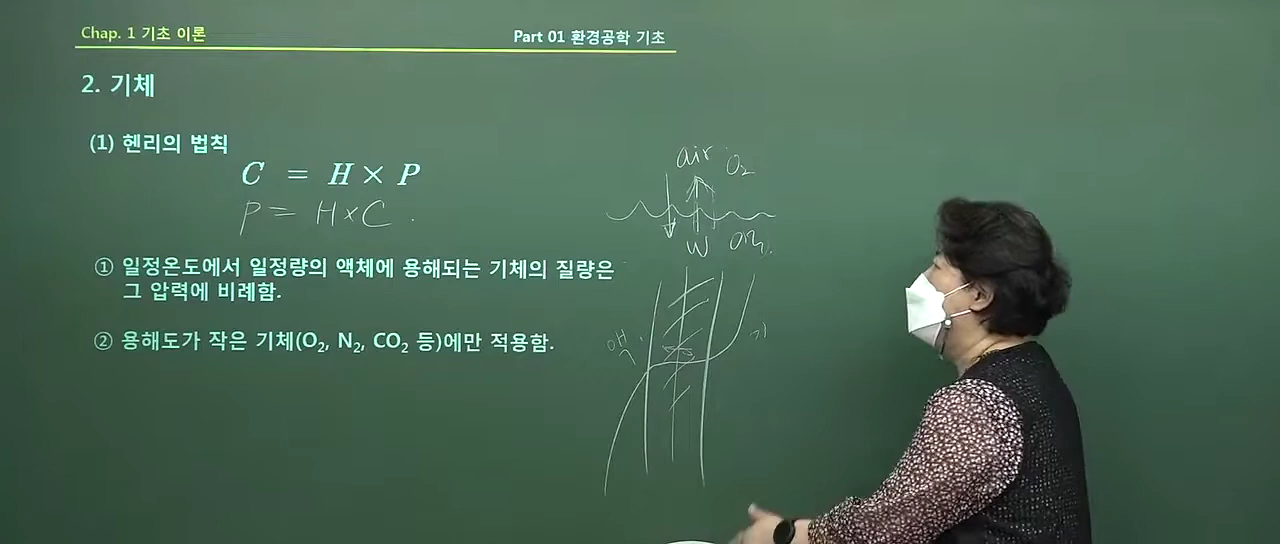 Chap. 1 기초 이론
Part 01 환경공학 기초
2. 기체
(1) 헨리의 법칙
C = H × P
P = H×C .
① 일정온도에서 일정량의 액체에 용해되는 기체의 질량은
그 압력에 비례함.
② 용해도가 작은 기체(O₂, N₂, CO₂ 등)에만 적용함.
air O₂
W
액
기